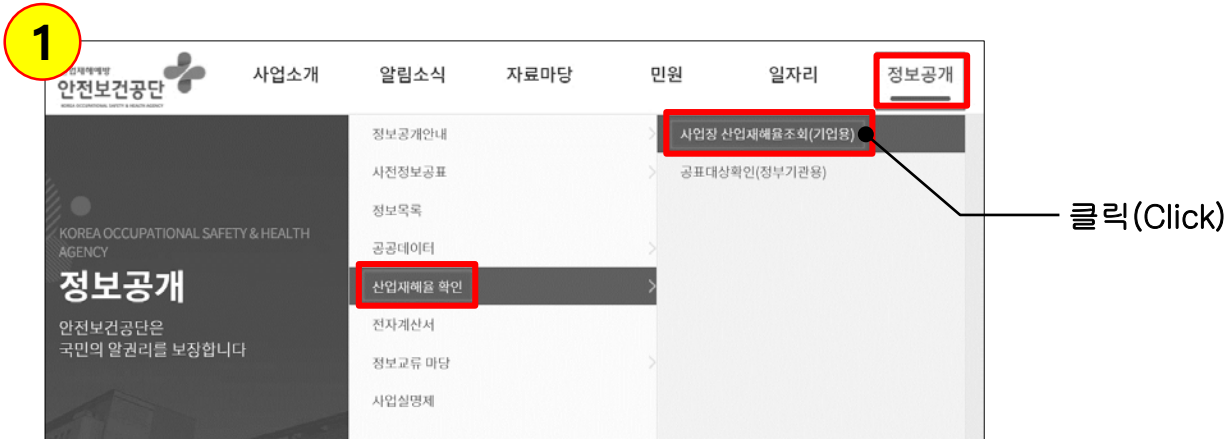 1
산업재해예방
안전보건공단
KOREA OCCUPATIONAL SAFETY & HEALTH AGENCY
사업소개
알림소식
자료마당
민원
일자리
정보공개
정보공개안내
사업장 산업재해율조회(기업용)
사전정보공표
공표대상확인(정부기관용)
정보목록
클릭(Click)
KOREA OCCUPATIONAL SAFETY & HEALTH
AGENCY
공공데이터
정보공개
산업재해율 확인
안전보건공단은
국민의 알권리를 보장합니다
전자계산서
정보교류 마당
사업실명제